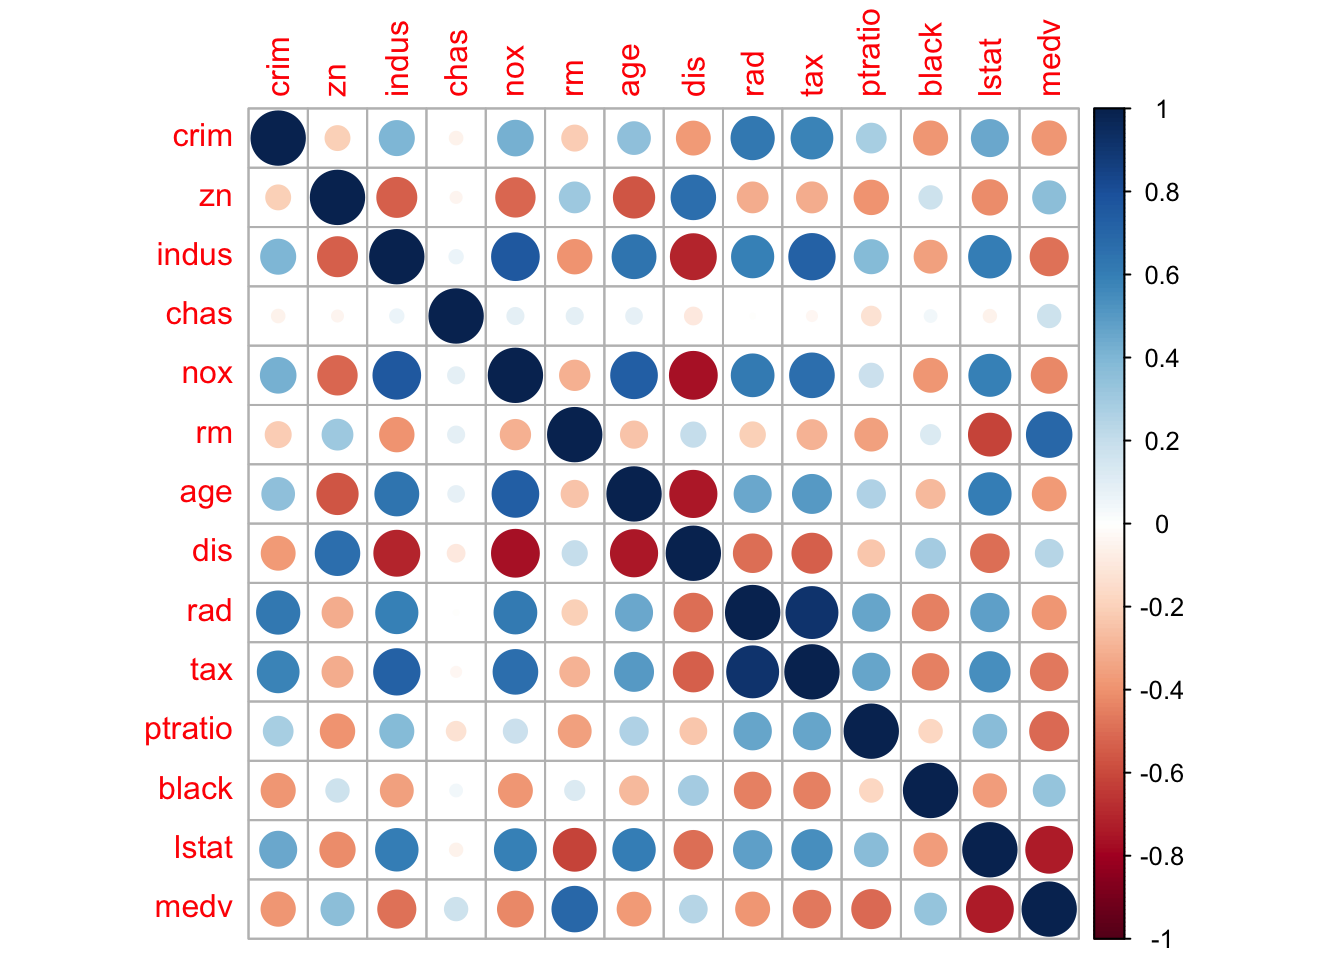 crim zn indus chas nox rm age dis rad tax ptratio black lstat medv
crim
zn
indus
chas
nox
rm
age
dis
rad
tax
ptratio
black
lstat
medv
1
0.8
0.6
0.4
0.2
0
-0.2
-0.4
-0.6
-0.8
-1